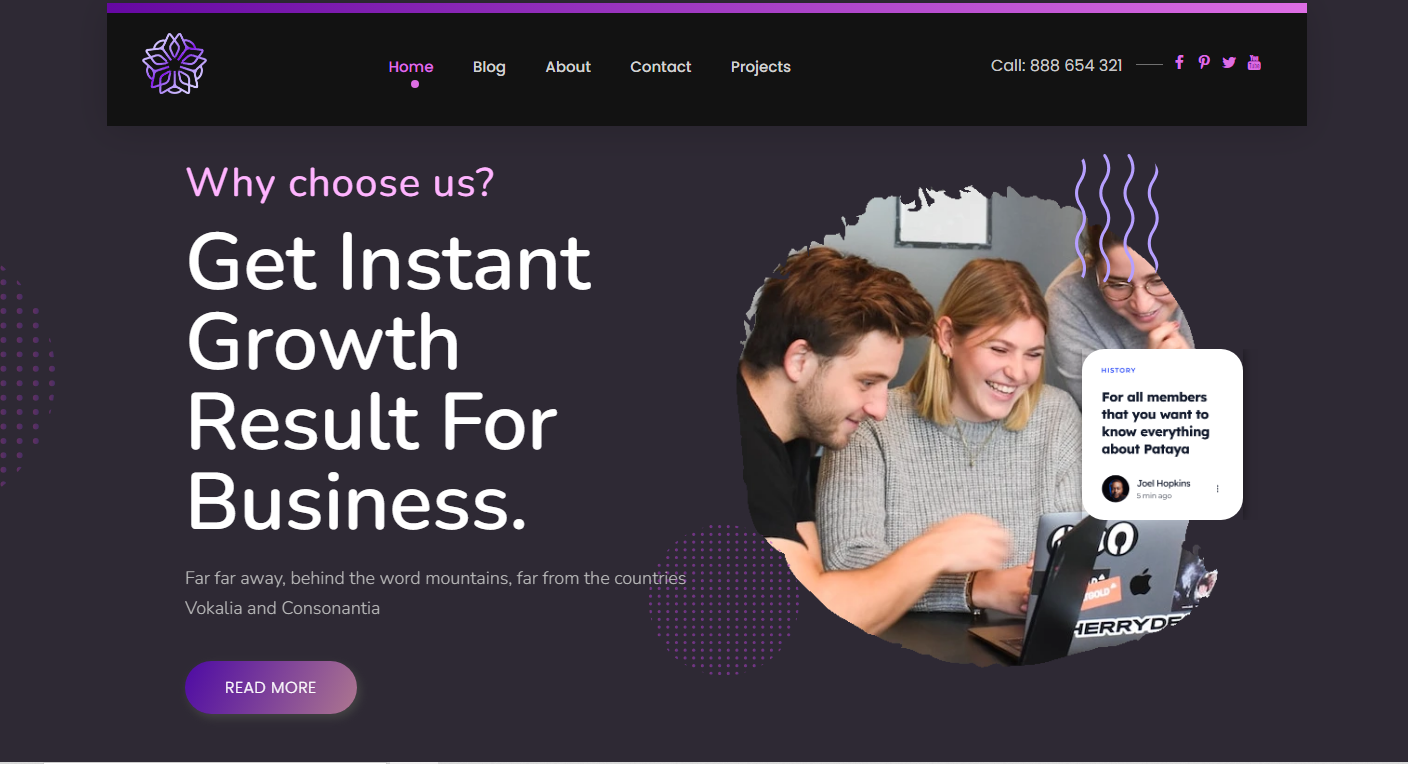 Home Blog About Contact Projects Call: 888 654 321
Why choose us?
Get Instant
Growth
Result For
Business.
Far far away, behind the word mountains, far from the countries
Vokalia and Consonantia
READ MORE
HISTORY
For all members
that you want to
know everything
about Pataya
Joel Hopkins
5 min ago